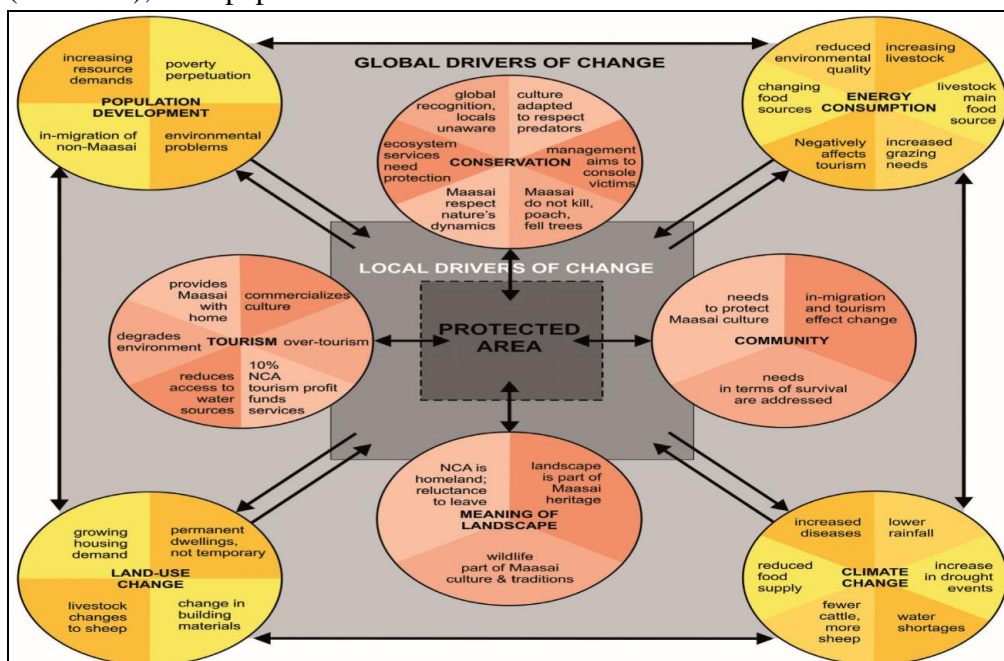 GLOBAL DRIVERS OF CHANGE
increasing
resource
demands
poverty
perpetuation
POPULATION
DEVELOPMENT
in-migration of
non-Maasai
environmental
problems
global
recognition,
locals
unaware
culture
adapted
to respect
predators
ecosystem
services
need
protection
CONSERVATION
management
aims to
console
victims
Maasai
respect
nature's
dynamics
Maasai
do not kill,
poach,
fell trees
reduced
environmental
quality
increasing
livestock
changing
food
sources
ENERGY
CONSUMPTION
livestock
main
food
source
Negatively
affects
tourism
increased
grazing
needs
LOCAL DRIVERS OF CHANGE
provides
Maasai
with
home
commercializes
culture
degrades
environment
TOURISM
over-tourism
reduces
access to
water
sources
10%
NCA
tourism profit
funds
services
PROTECTED
AREA
needs
to protect
Maasai culture
in-migration
and tourism
effect change
COMMUNITY
needs
in terms of survival
are addressed
growing
housing
demand
permanent
dwellings,
not temporary
LAND-USE
CHANGE
livestock
changes
to sheep
change in
building
materials
NCA is
homeland;
reluctance
to leave
landscape
is part of
Maasai
heritage
MEANING OF
LANDSCAPE
wildlife
part of Maasai
culture & traditions
increased
diseases
lower
rainfall
reduced
food
supply
CLIMATE
CHANGE
increase
in drought
events
fewer
cattle,
more
sheep
water
shortages